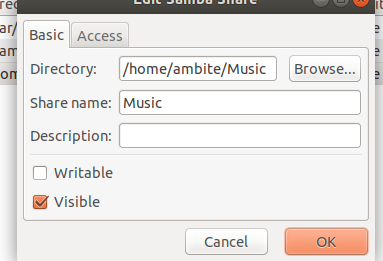 Edit Samba Share
Basic Access
Directory: /home/ambite/Music Browse...
Share name: Music
Description:
Writable
Visible
Cancel OK